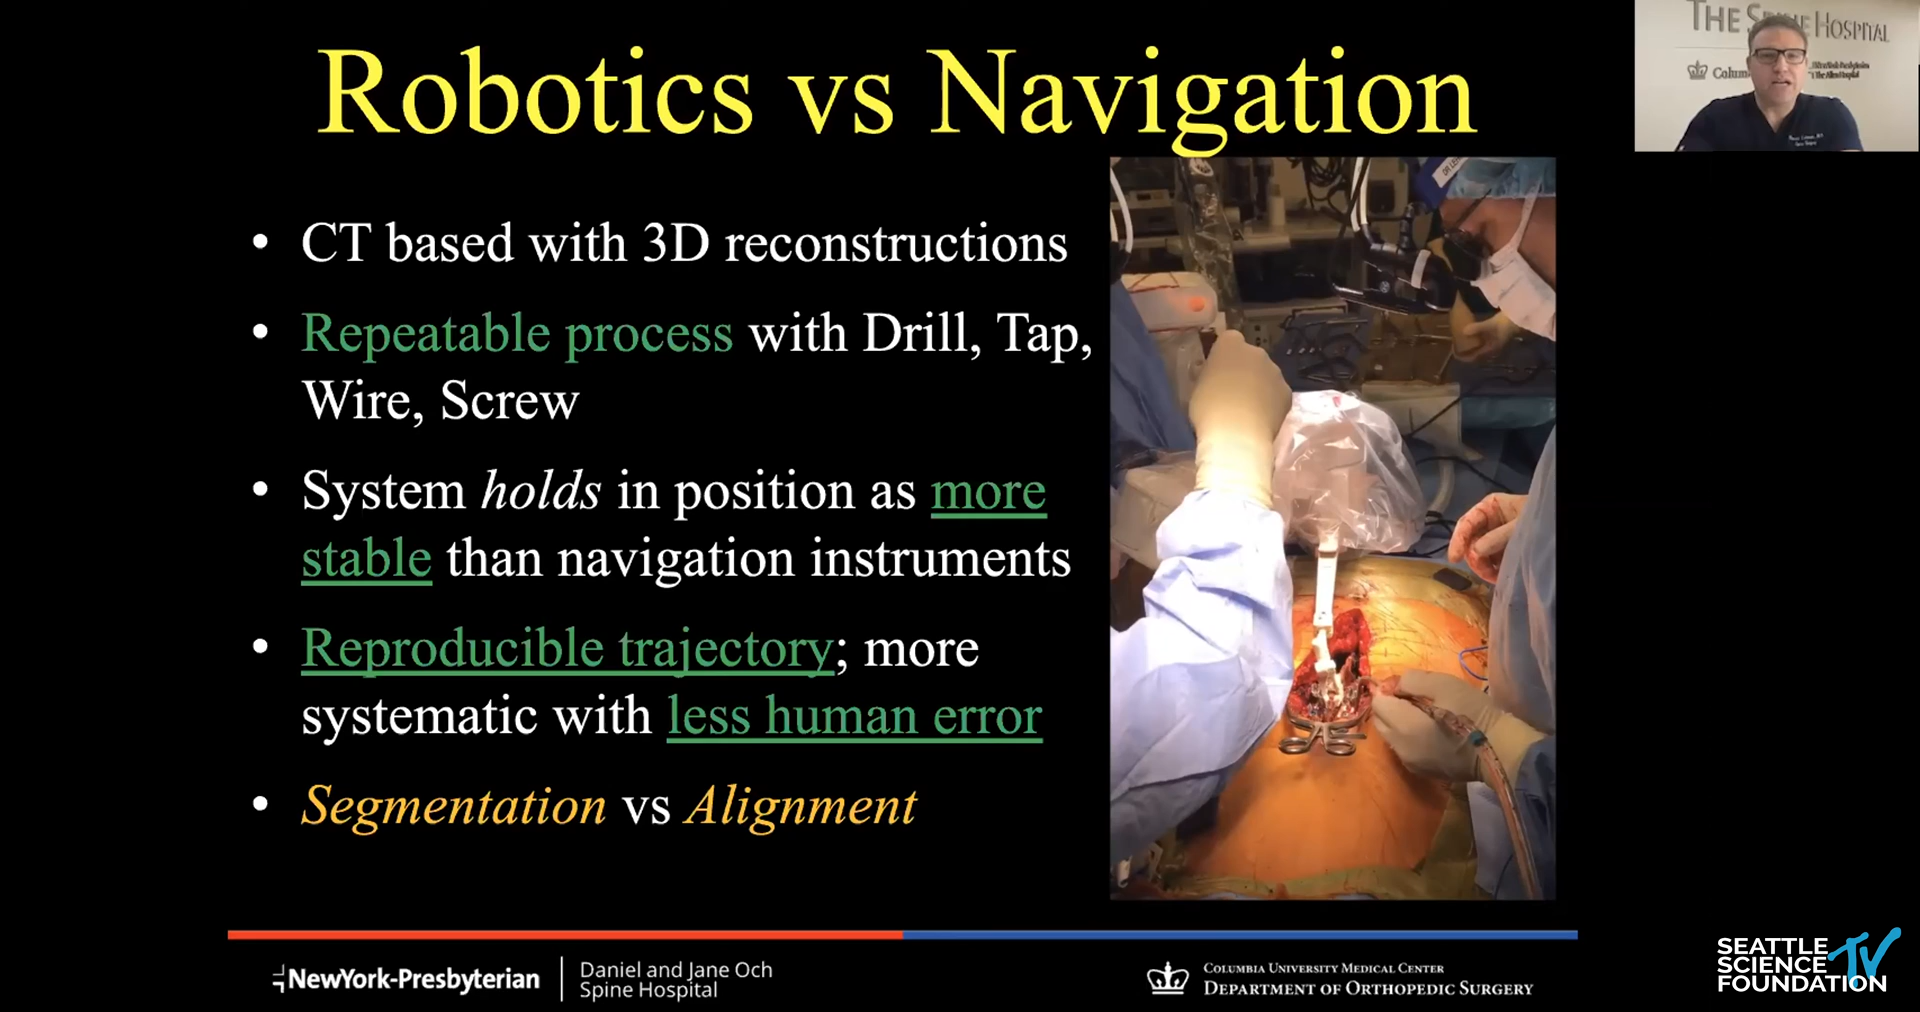 Robotics vs Navigation
• CT based with 3D reconstructions
• Repeatable process with Drill, Tap,
Wire, Screw
• System holds in position as more
stable than navigation instruments
• Reproducible trajectory; more
systematic with less human error
• Segmentation vs Alignment
NewYork-Presbyterian
Daniel and Jane Och
Spine Hospital
COLUMBIA UNIVERSITY MEDICAL CENTER
DEPARTMENT OF ORTHOPEDIC SURGERY
THE SPINE HOSPITAL
SEATTLE
SCIENCE
FOUNDATION
TV